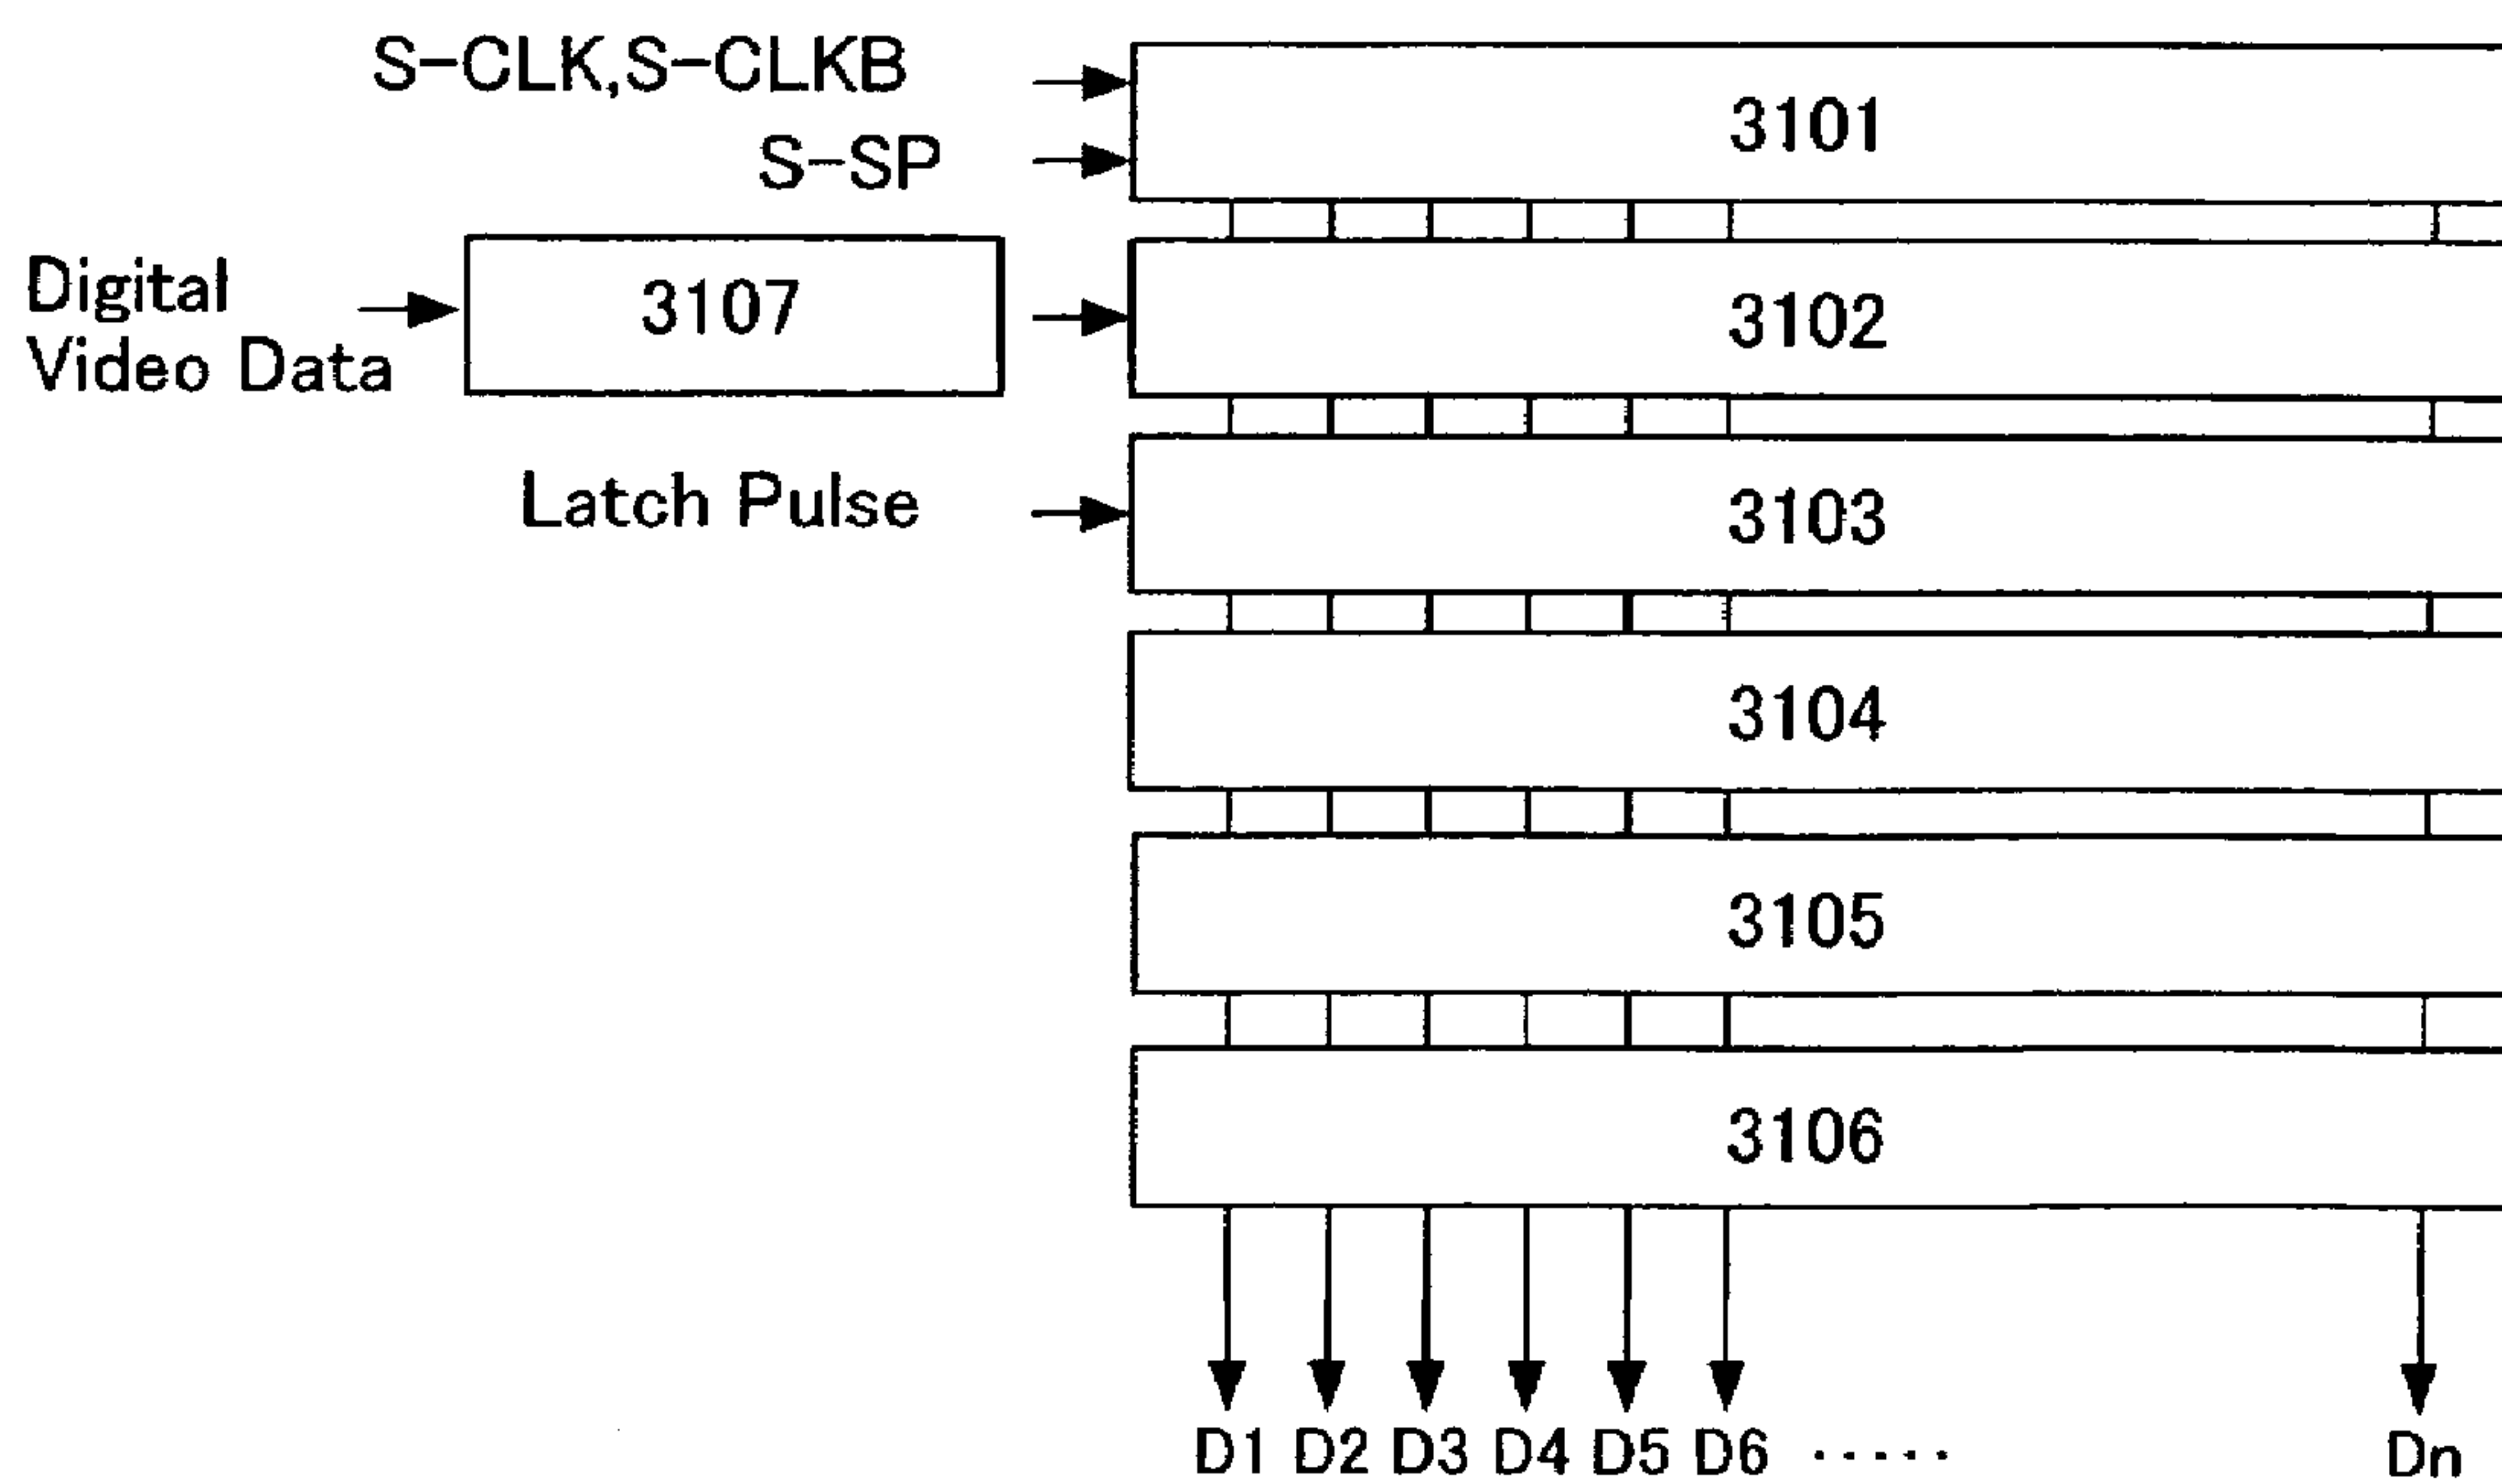 S-CLK,S-CLKB
3101
S-SP
Digital
Video Data
3107
3102
Latch Pulse
3103
3104
3105
3106
D1 D2 D3 D4 D5 D6 ····· Dn